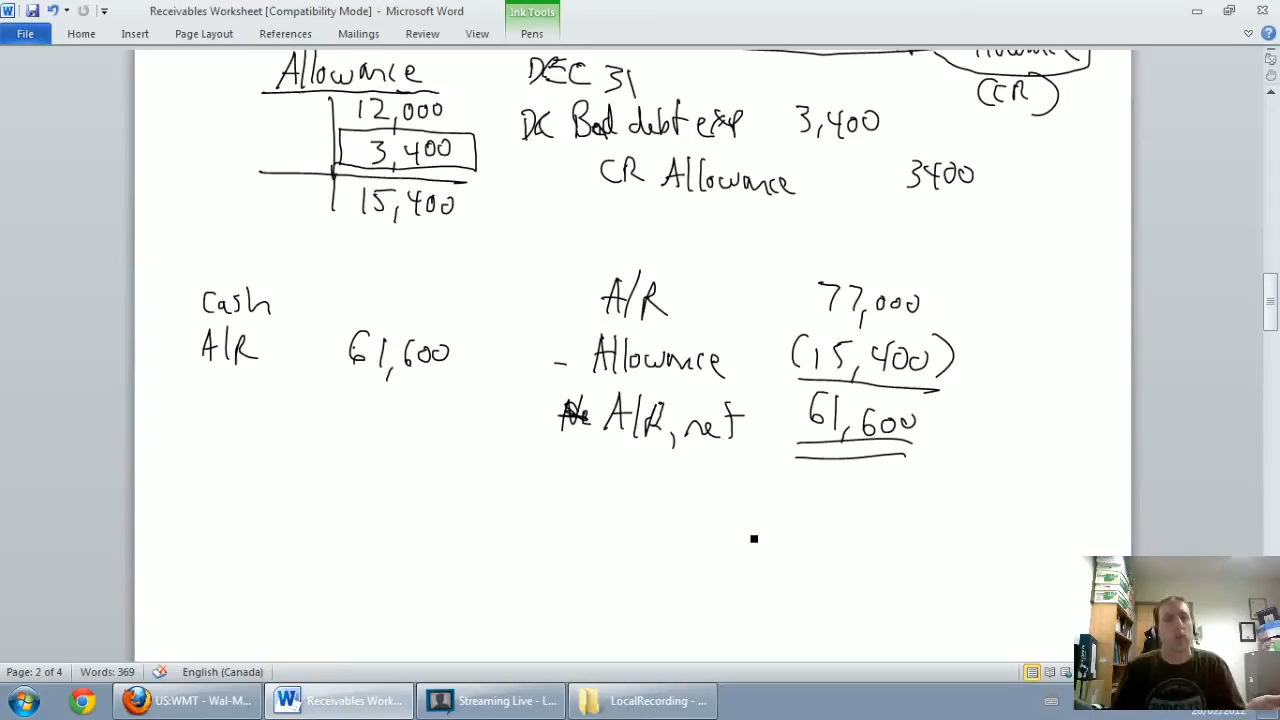 Receivables Worksheet [Compatibility Mode] - Microsoft Word
Ink Tools
File Home Insert Page Layout References Mailings Review View Pens
Allowance
12,000
3,400
15,400
DEC 31
Bad debt exp 3,400
CR Allowance 3400
(CR)
Cash
A/R 61,600
A/R 77,000
- Allowance (15,400)
A/R, net 61,600
Page: 2 of 4 Words: 369 English (Canada)
US:WMT - Wal-M... Receivables Workshe... Streaming Live - L... LocalRecording - ...